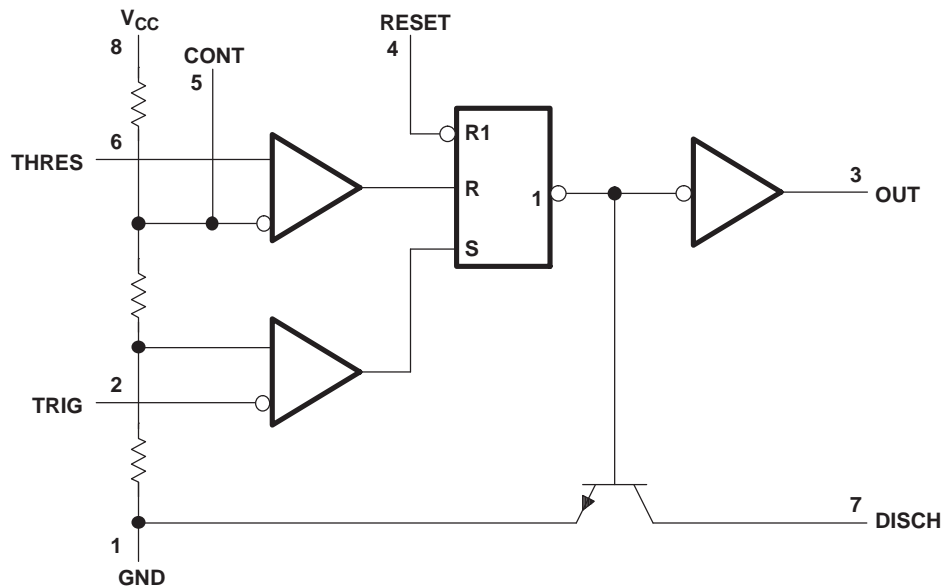 VCC
8
CONT
5
RESET
4
6
THRES
R1
R
1
S
3
OUT
2
TRIG
7
DISCH
1
GND